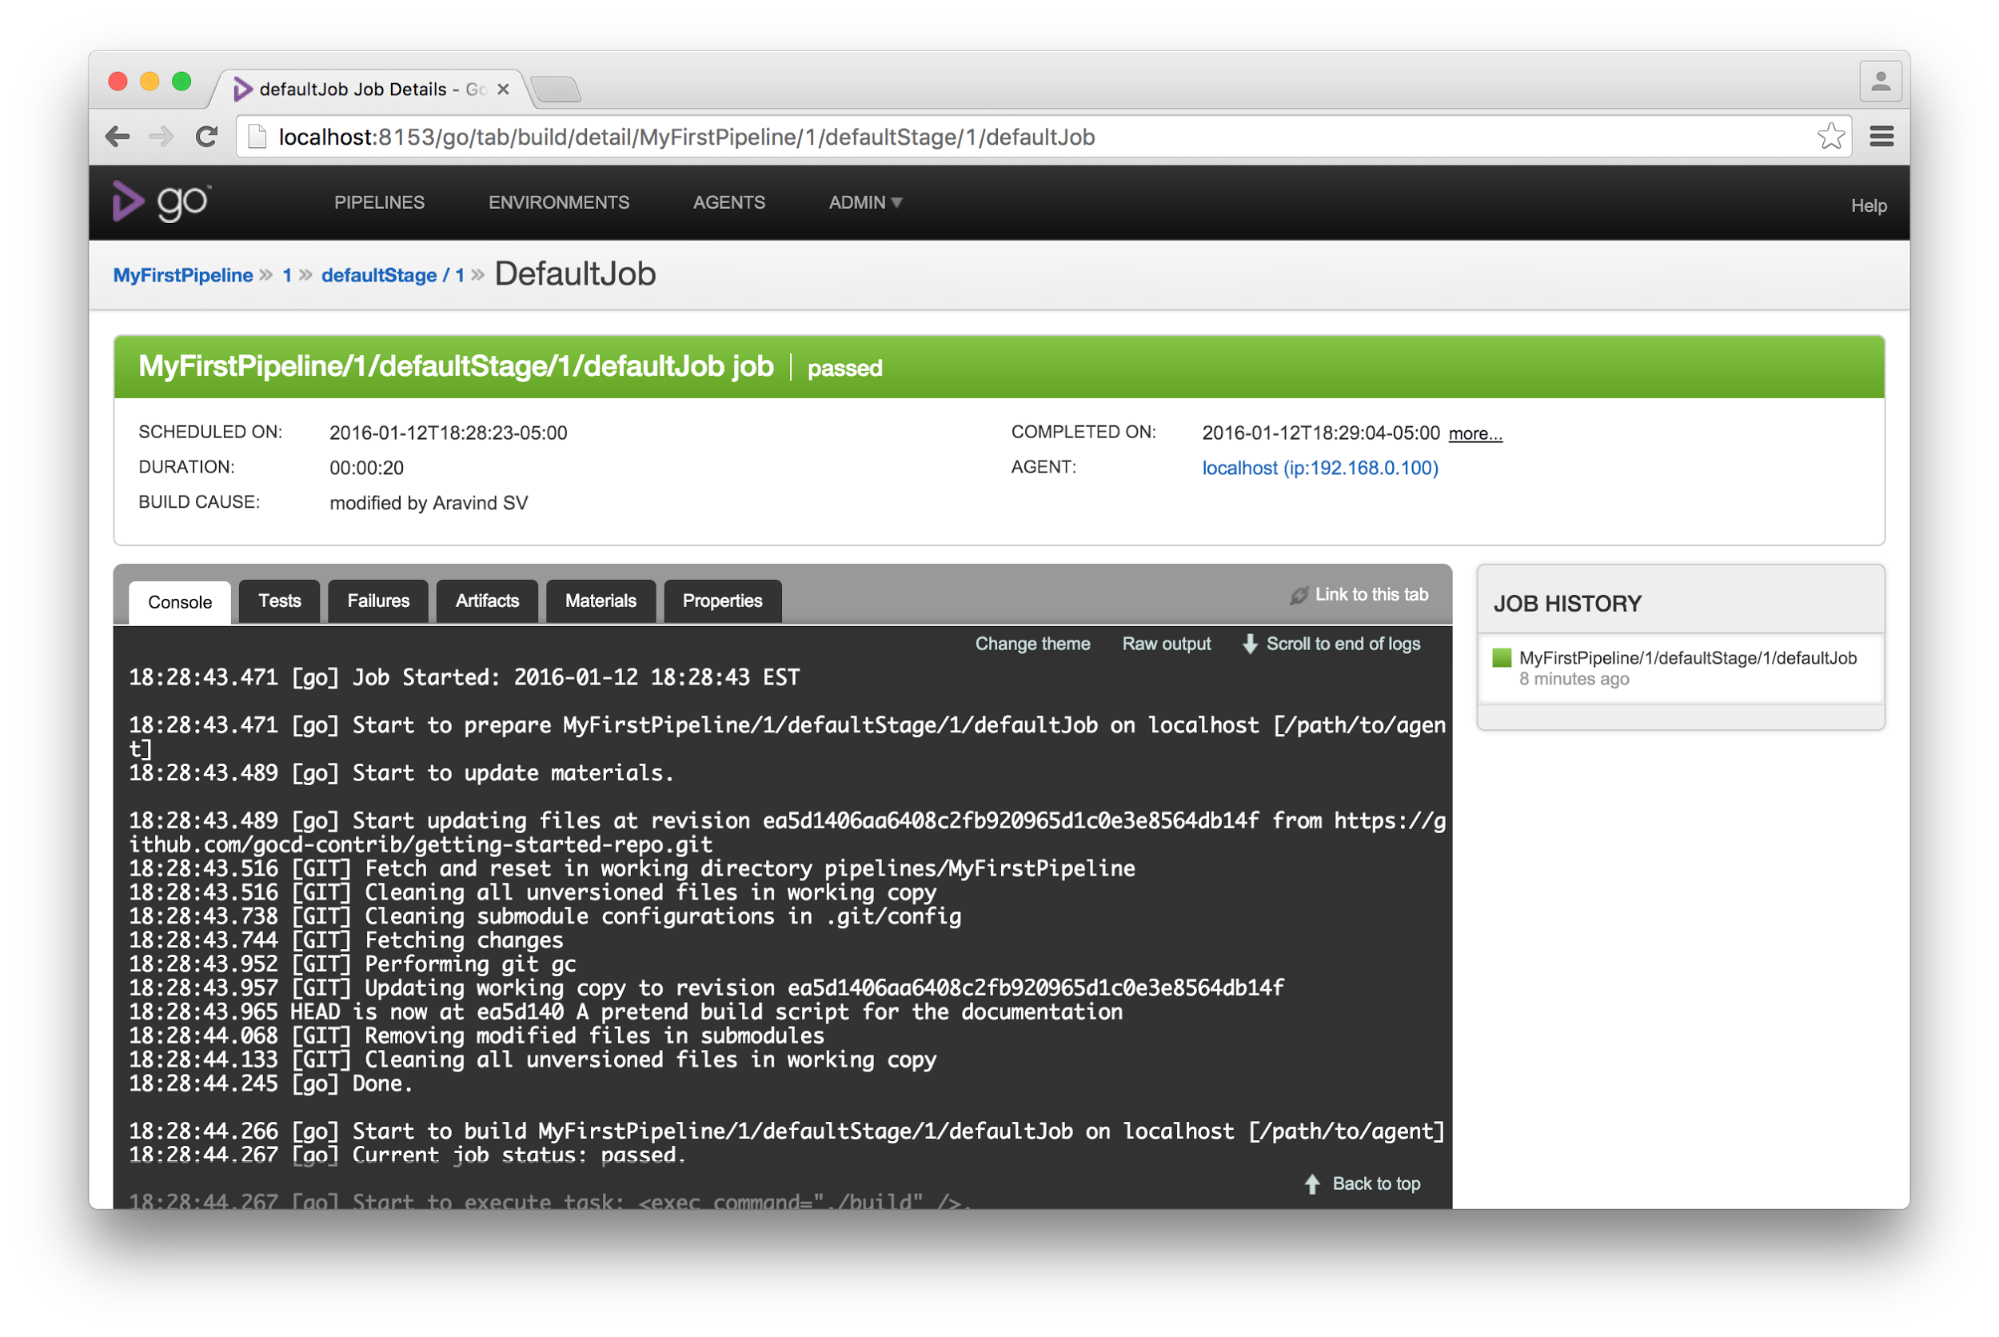 defaultJob Job Details - Go
localhost:8153/go/tab/build/detail/MyFirstPipeline/1/defaultStage/1/defaultJob
go™ PIPELINES ENVIRONMENTS AGENTS ADMIN Help
MyFirstPipeline » 1 » defaultStage / 1 » DefaultJob
MyFirstPipeline/1/defaultStage/1/defaultJob job | passed
SCHEDULED ON: 2016-01-12T18:28:23-05:00 COMPLETED ON: 2016-01-12T18:29:04-05:00 more...
DURATION: 00:00:20 AGENT: localhost (ip:192.168.0.100)
BUILD CAUSE: modified by Aravind SV
Console Tests Failures Artifacts Materials Properties Link to this tab
Change theme Raw output Scroll to end of logs
18:28:43.471 [go] Job Started: 2016-01-12 18:28:43 EST
18:28:43.471 [go] Start to prepare MyFirstPipeline/1/defaultStage/1/defaultJob on localhost [/path/to/agen
t]
18:28:43.489 [go] Start to update materials.
18:28:43.489 [go] Start updating files at revision ea5d1406aa6408c2fb920965d1c0e3e8564db14f from https://g
ithub.com/gocd-contrib/getting-started-repo.git
18:28:43.516 [GIT] Fetch and reset in working directory pipelines/MyFirstPipeline
18:28:43.516 [GIT] Cleaning all unversioned files in working copy
18:28:43.738 [GIT] Cleaning submodule configurations in .git/config
18:28:43.744 [GIT] Fetching changes
18:28:43.952 [GIT] Performing git gc
18:28:43.957 [GIT] Updating working copy to revision ea5d1406aa6408c2fb920965d1c0e3e8564db14f
18:28:43.965 HEAD is now at ea5d140 A pretend build script for the documentation
18:28:44.068 [GIT] Removing modified files in submodules
18:28:44.133 [GIT] Cleaning all unversioned files in working copy
18:28:44.245 [go] Done.
18:28:44.266 [go] Start to build MyFirstPipeline/1/defaultStage/1/defaultJob on localhost [/path/to/agent]
18:28:44.267 [go] Current job status: passed.
18:28:44.267 [go] Start to execute task: <exec command="./build" />.
Back to top
JOB HISTORY
MyFirstPipeline/1/defaultStage/1/defaultJob
8 minutes ago